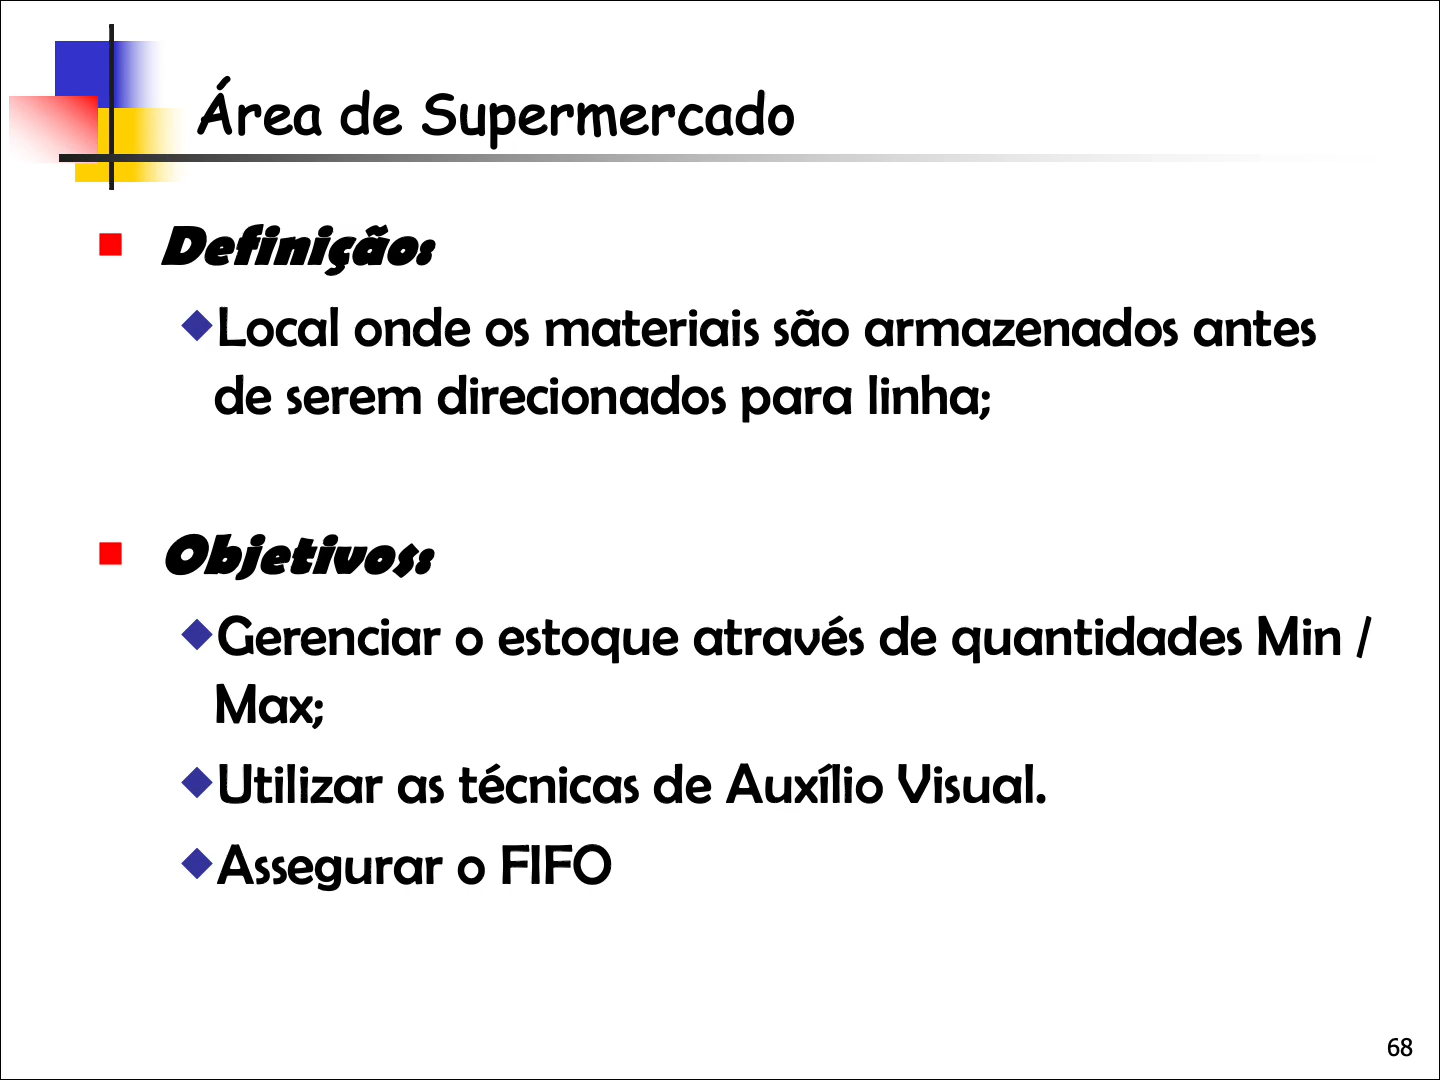 Área de Supermercado
Definição:
Local onde os materiais são armazenados antes
de serem direcionados para linha;
Objetivos:
Gerenciar o estoque através de quantidades Min /
Max;
Utilizar as técnicas de Auxílio Visual.
Assegurar o FIFO
68